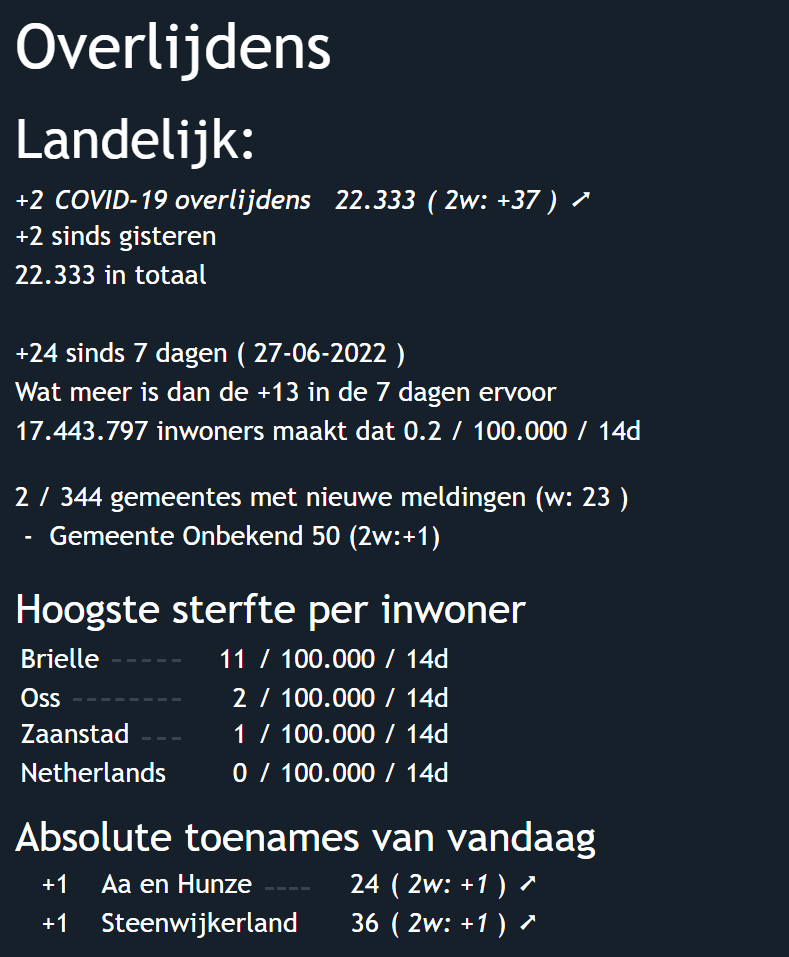 Overlijdens
Landelijk:
+2 COVID-19 overlijdens 22.333 ( 2w: +37 ) ➚
+2 sinds gisteren
22.333 in totaal
+24 sinds 7 dagen ( 27-06-2022 )
Wat meer is dan de +13 in de 7 dagen ervoor
17.443.797 inwoners maakt dat 0.2 / 100.000 / 14d
2 / 344 gemeentes met nieuwe meldingen (w: 23 )
- Gemeente Onbekend 50 (2w:+1)
Hoogste sterfte per inwoner
Brielle ----- 11 / 100.000 / 14d
Oss -------- 2 / 100.000 / 14d
Zaanstad --- 1 / 100.000 / 14d
Netherlands 0 / 100.000 / 14d
Absolute toenames van vandaag
+1 Aa en Hunze ---- 24 ( 2w: +1 ) ➚
+1 Steenwijkerland 36 ( 2w: +1 ) ➚